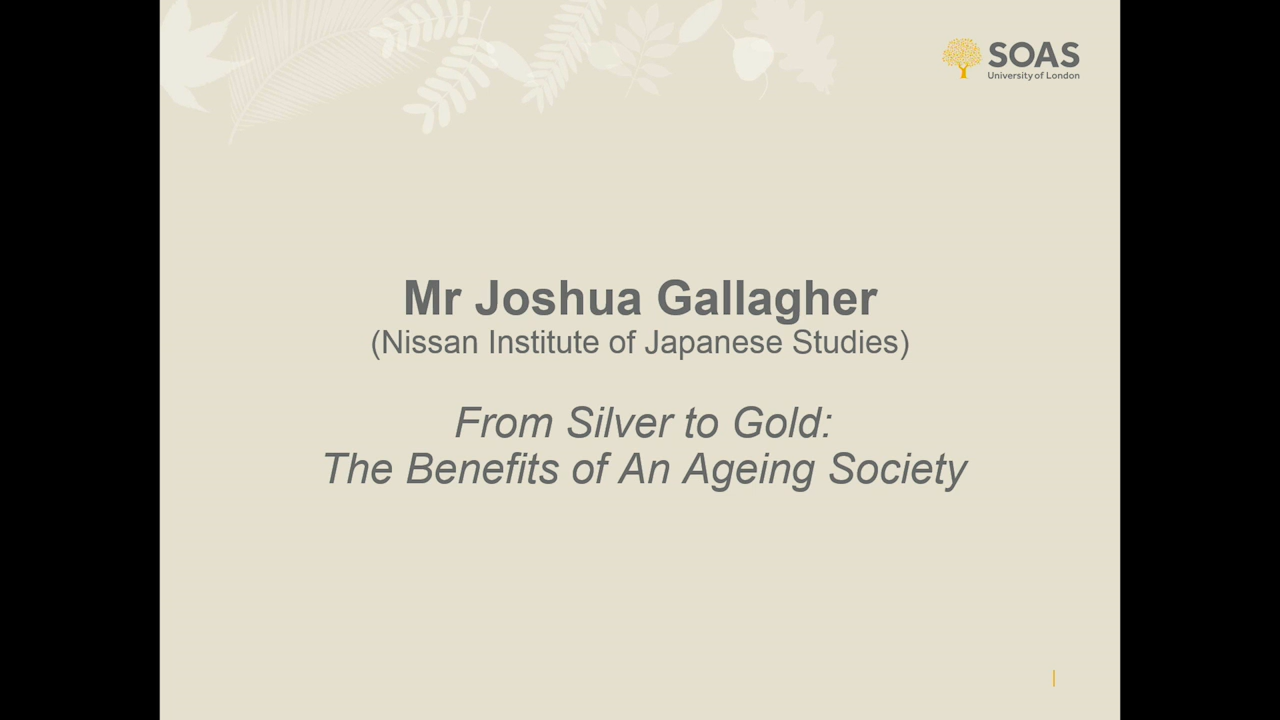 SOAS
University of London
Mr Joshua Gallagher
(Nissan Institute of Japanese Studies)
From Silver to Gold:
The Benefits of An Ageing Society